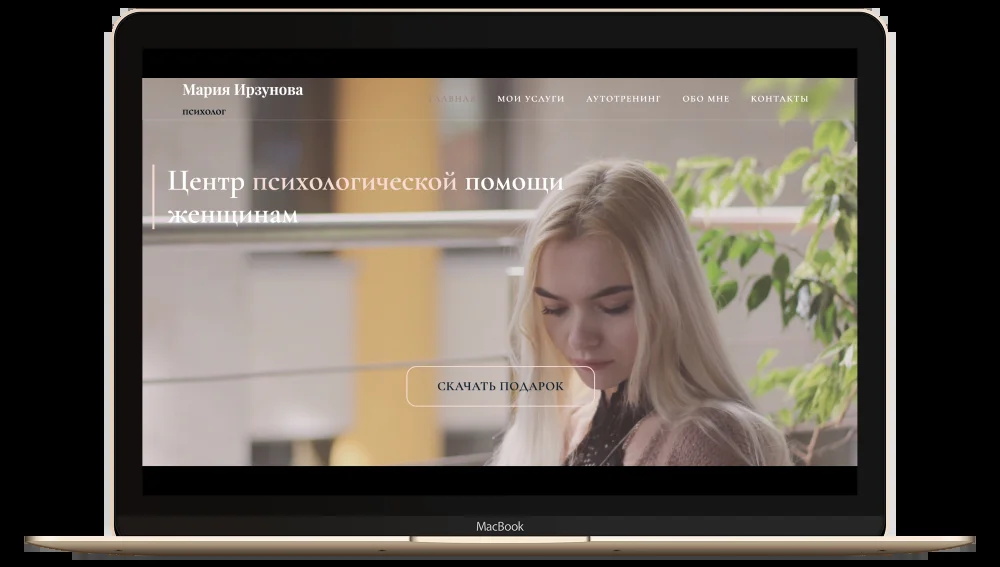 Мария Ирзунова
психолог
ГЛАВНАЯ МОИ УСЛУГИ АУТОТРЕНИНГ ОБО МНЕ КОНТАКТЫ
Центр психологической помощи
женщинам
СКАЧАТЬ ПОДАРОК
MacBook